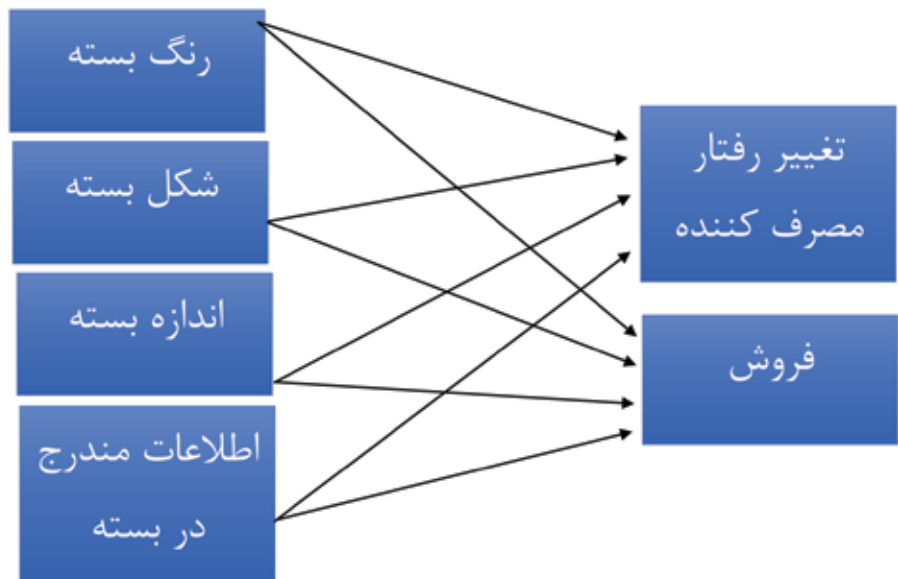 رنگ بسته
شکل بسته
اندازه بسته
اطلاعات مندرج
در بسته
تغییر رفتار
مصرف کننده
فروش